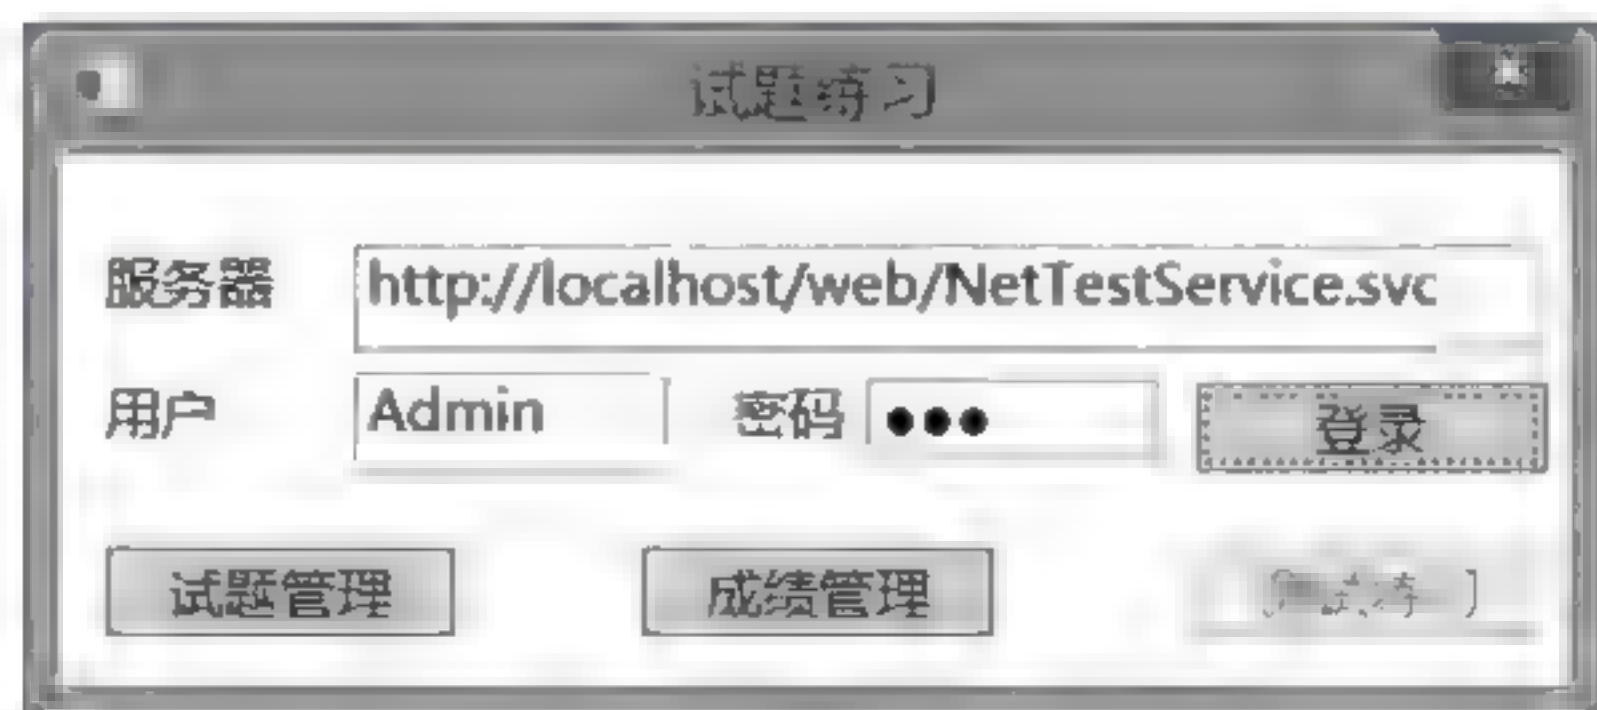 试题练习
服务器 http://localhost/web/NetTestService.svc
用户 Admin 密码 ●●● 登录
试题管理 成绩管理